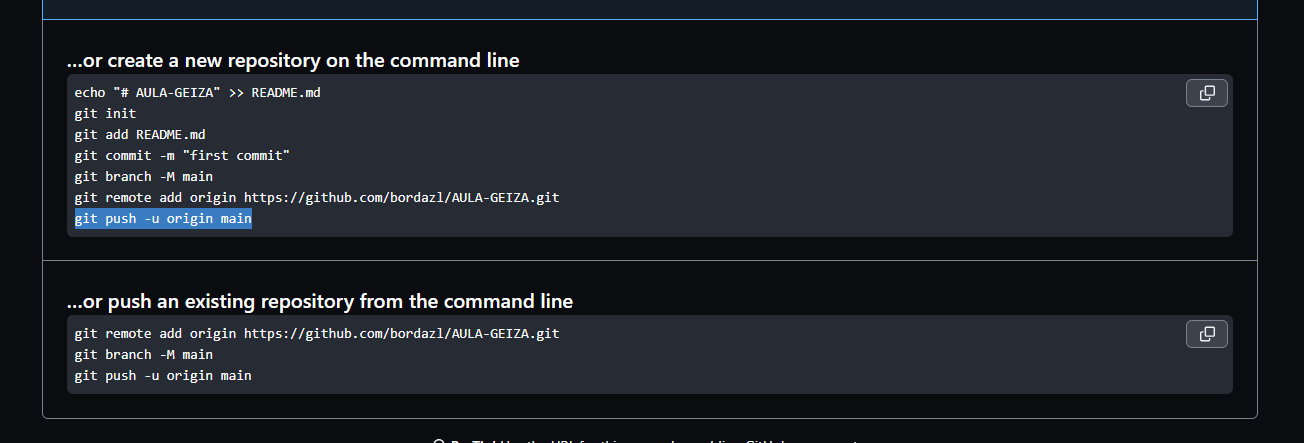 ...or create a new repository on the command line
echo "# AULA-GEIZA" >> README.md
git init
git add README.md
git commit -m "first commit"
git branch -M main
git remote add origin https://github.com/bordazl/AULA-GEIZA.git
git push -u origin main
...or push an existing repository from the command line
git remote add origin https://github.com/bordazl/AULA-GEIZA.git
git branch -M main
git push -u origin main